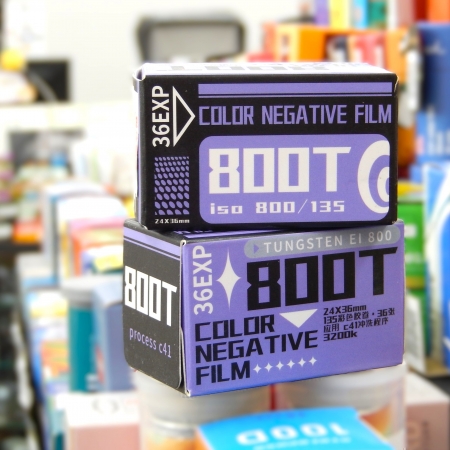 36EXP
COLOR NEGATIVE FILM
800T
iso 800/135
24X36mm
TUNGSTEN EI 800
36EXP
800T
800T
process c41
COLOR
NEGATIVE
FILM
24X36mm
135彩色胶卷·36张
应用 c41冲洗程序
3200k